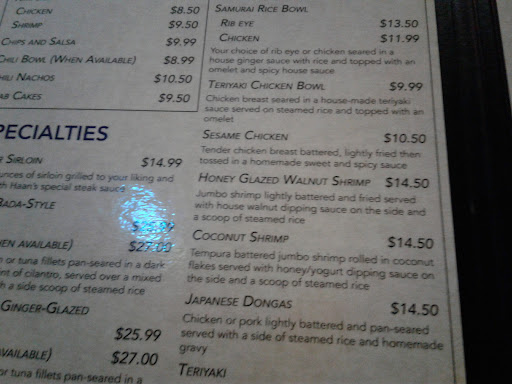 CHICKEN $8.50
SHRIMP $9.50
CHIPS AND SALSA $9.99
CHILI BOWL (WHEN AVAILABLE) $8.99
CHILI NACHOS $10.50
CAKES $9.50
PECIALTIES
SIRLOIN $14.99
unces of sirloin grilled to your liking and
th Haan's special steak sauce
BADA-STYLE
EN AVAILABLE) $27.00
n or tuna fillets pan-seared in a dark
int of cilantro, served over a mixed
h a side scoop of steamed rice
GINGER-GLAZED
$25.99
AVAILABLE) $27.00
or tuna fillets pan-seared in a
SAMURAI RICE BOWL
RIB EYE $13.50
CHICKEN $11.99
Your choice of rib eye or chicken seared in a
house ginger sauce with rice and topped with an
omelet and spicy house sauce
TERIYAKI CHICKEN BOWL $9.99
Chicken breast seared in a house-made teriyaki
sauce served on steamed rice and topped with an
omelet
SESAME CHICKEN $10.50
Tender chicken breast battered, lightly fried then
tossed in a homemade sweet and spicy sauce
HONEY GLAZED WALNUT SHRIMP $14.50
Jumbo shrimp lightly battered and fried served
with house walnut dipping sauce on the side and
a scoop of steamed rice
COCONUT SHRIMP $14.50
Tempura battered jumbo shrimp rolled in coconut
flakes served with honey/yogurt dipping sauce on
the side and a scoop of steamed rice
JAPANESE DONGAS $14.50
Chicken or pork lightly battered and pan-seared
served with a side of steamed rice and homemade
gravy
TERIYAKI